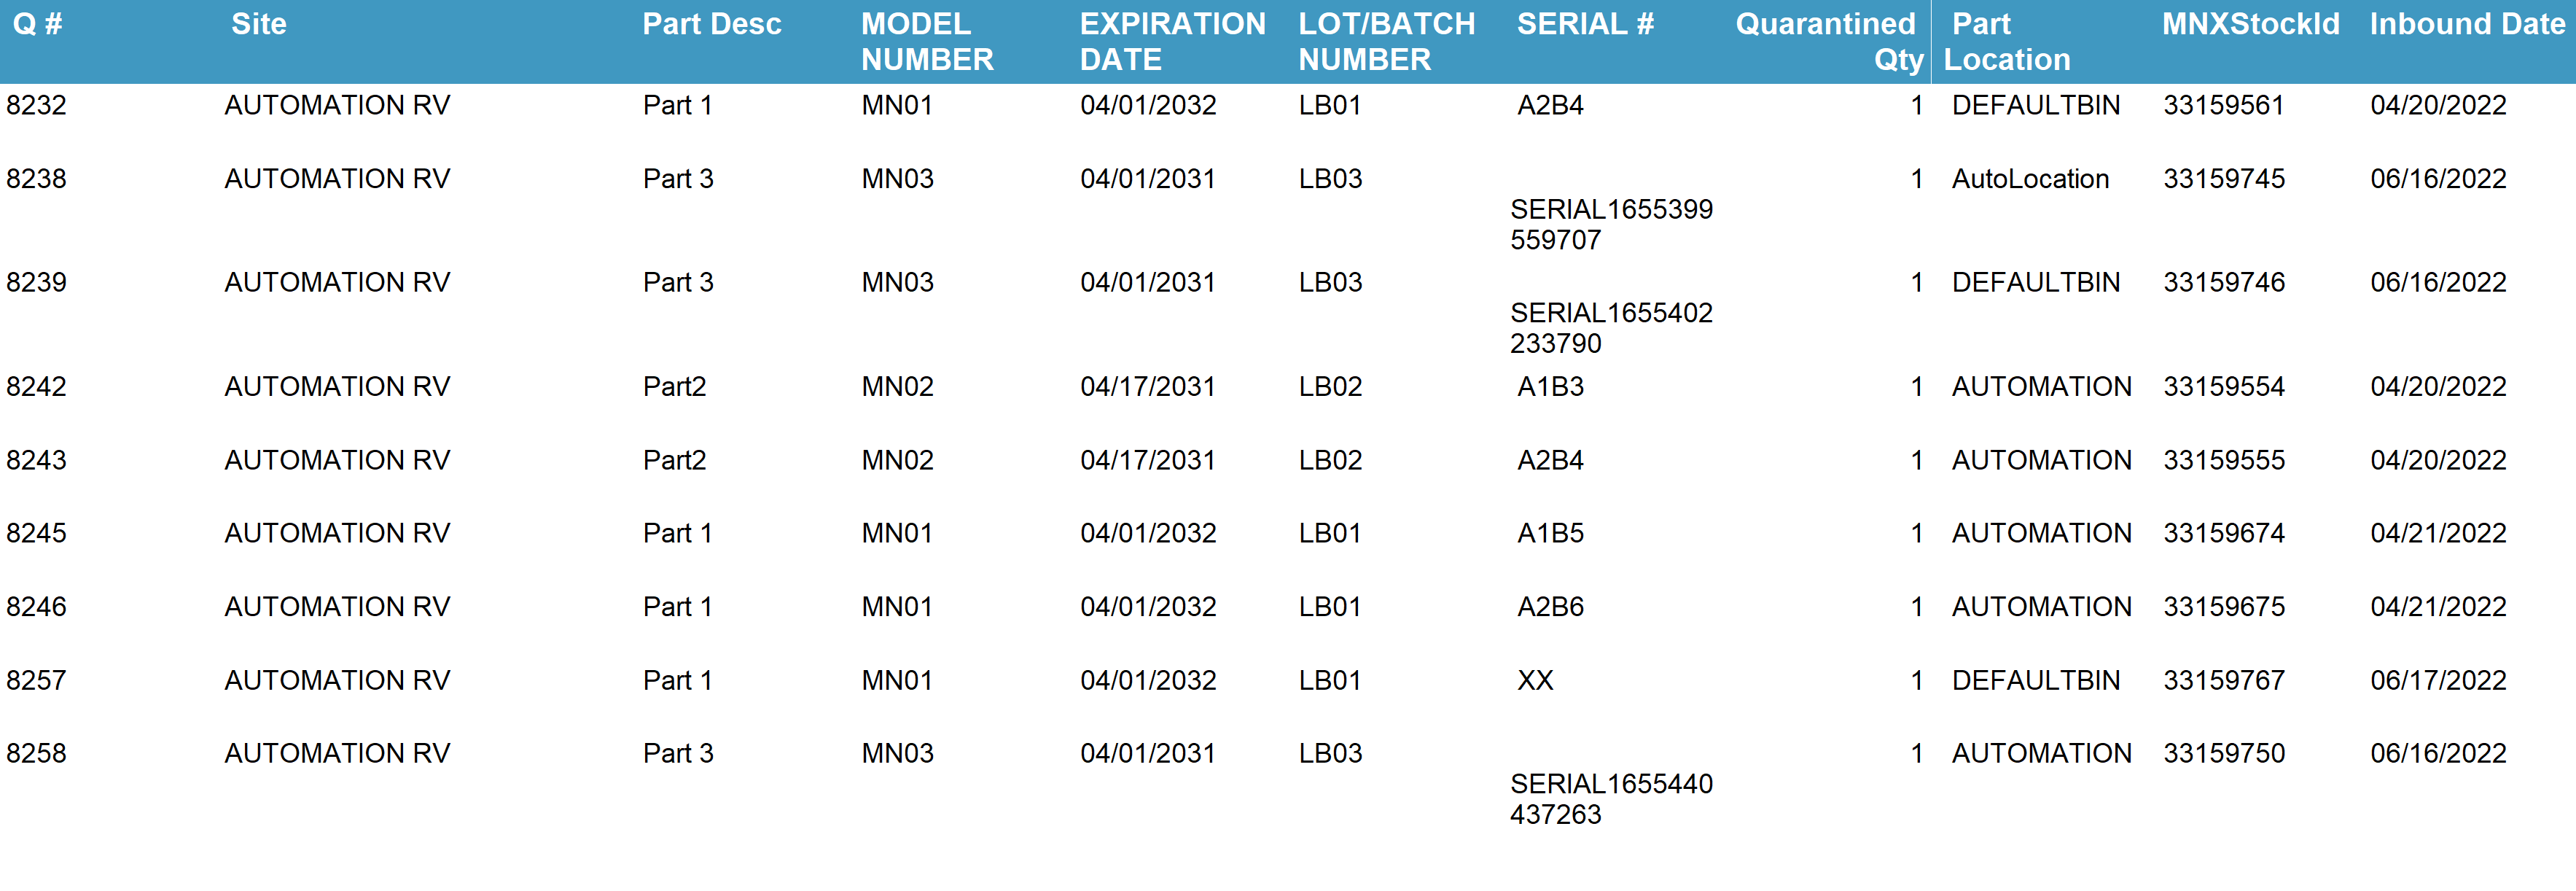 Q # Site Part Desc MODEL EXPIRATION LOT/BATCH SERIAL # Quarantined Part MNXStockId Inbound Date
NUMBER DATE NUMBER Qty Location
8232 AUTOMATION RV Part 1 MN01 04/01/2032 LB01 A2B4 1 DEFAULTBIN 33159561 04/20/2022
8238 AUTOMATION RV Part 3 MN03 04/01/2031 LB03 1 AutoLocation 33159745 06/16/2022
SERIAL1655399
559707
8239 AUTOMATION RV Part 3 MN03 04/01/2031 LB03 1 DEFAULTBIN 33159746 06/16/2022
SERIAL1655402
233790
8242 AUTOMATION RV Part2 MN02 04/17/2031 LB02 A1B3 1 AUTOMATION 33159554 04/20/2022
8243 AUTOMATION RV Part2 MN02 04/17/2031 LB02 A2B4 1 AUTOMATION 33159555 04/20/2022
8245 AUTOMATION RV Part 1 MN01 04/01/2032 LB01 A1B5 1 AUTOMATION 33159674 04/21/2022
8246 AUTOMATION RV Part 1 MN01 04/01/2032 LB01 A2B6 1 AUTOMATION 33159675 04/21/2022
8257 AUTOMATION RV Part 1 MN01 04/01/2032 LB01 XX 1 DEFAULTBIN 33159767 06/17/2022
8258 AUTOMATION RV Part 3 MN03 04/01/2031 LB03 1 AUTOMATION 33159750 06/16/2022
SERIAL1655440
437263